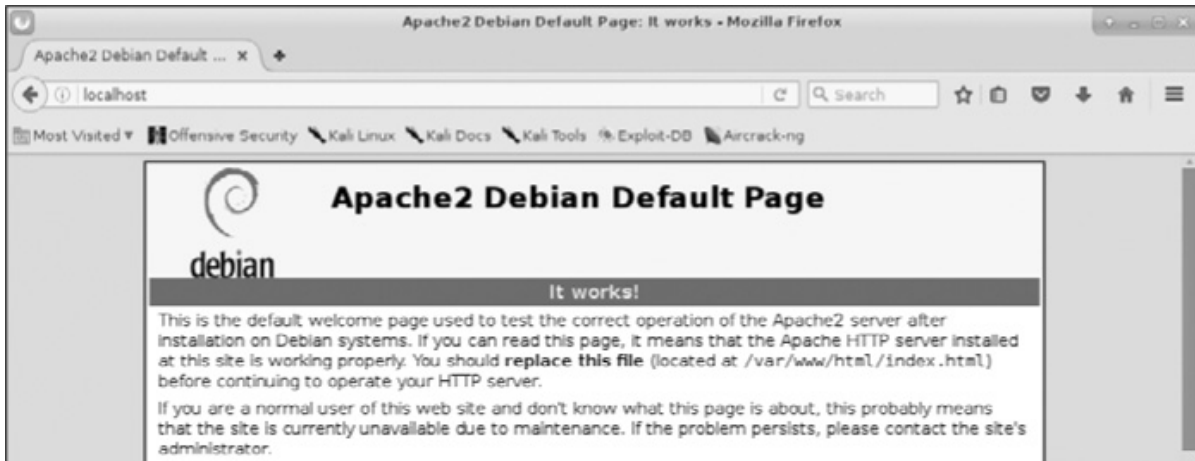 Apache2 Debian Default Page: It works - Mozilla Firefox
Apache2 Debian Default ...
localhost
Search
Most Visited Offensive Security Kali Linux Kali Docs Kali Tools Exploit-DB Aircrack-ng
Apache2 Debian Default Page
debian
It works!
This is the default welcome page used to test the correct operation of the Apache2 server after
installation on Debian systems. If you can read this page, it means that the Apache HTTP server installed
at this site is working properly. You should replace this file (located at /var/www/html/index.html)
before continuing to operate your HTTP server.
If you are a normal user of this web site and don't know what this page is about, this probably means
that the site is currently unavailable due to maintenance. If the problem persists, please contact the site's
administrator.